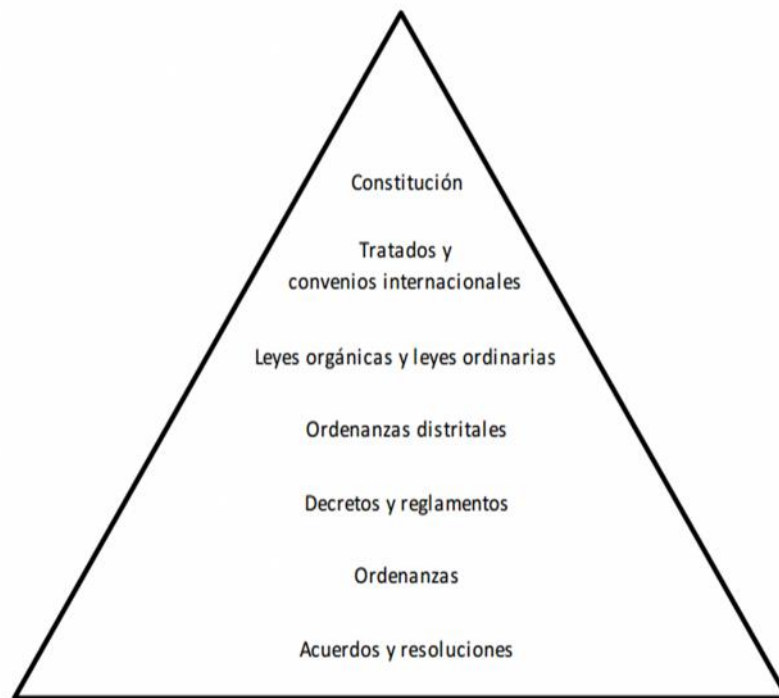 Constitución
Tratados y
convenios internacionales
Leyes orgánicas y leyes ordinarias
Ordenanzas distritales
Decretos y reglamentos
Ordenanzas
Acuerdos y resoluciones